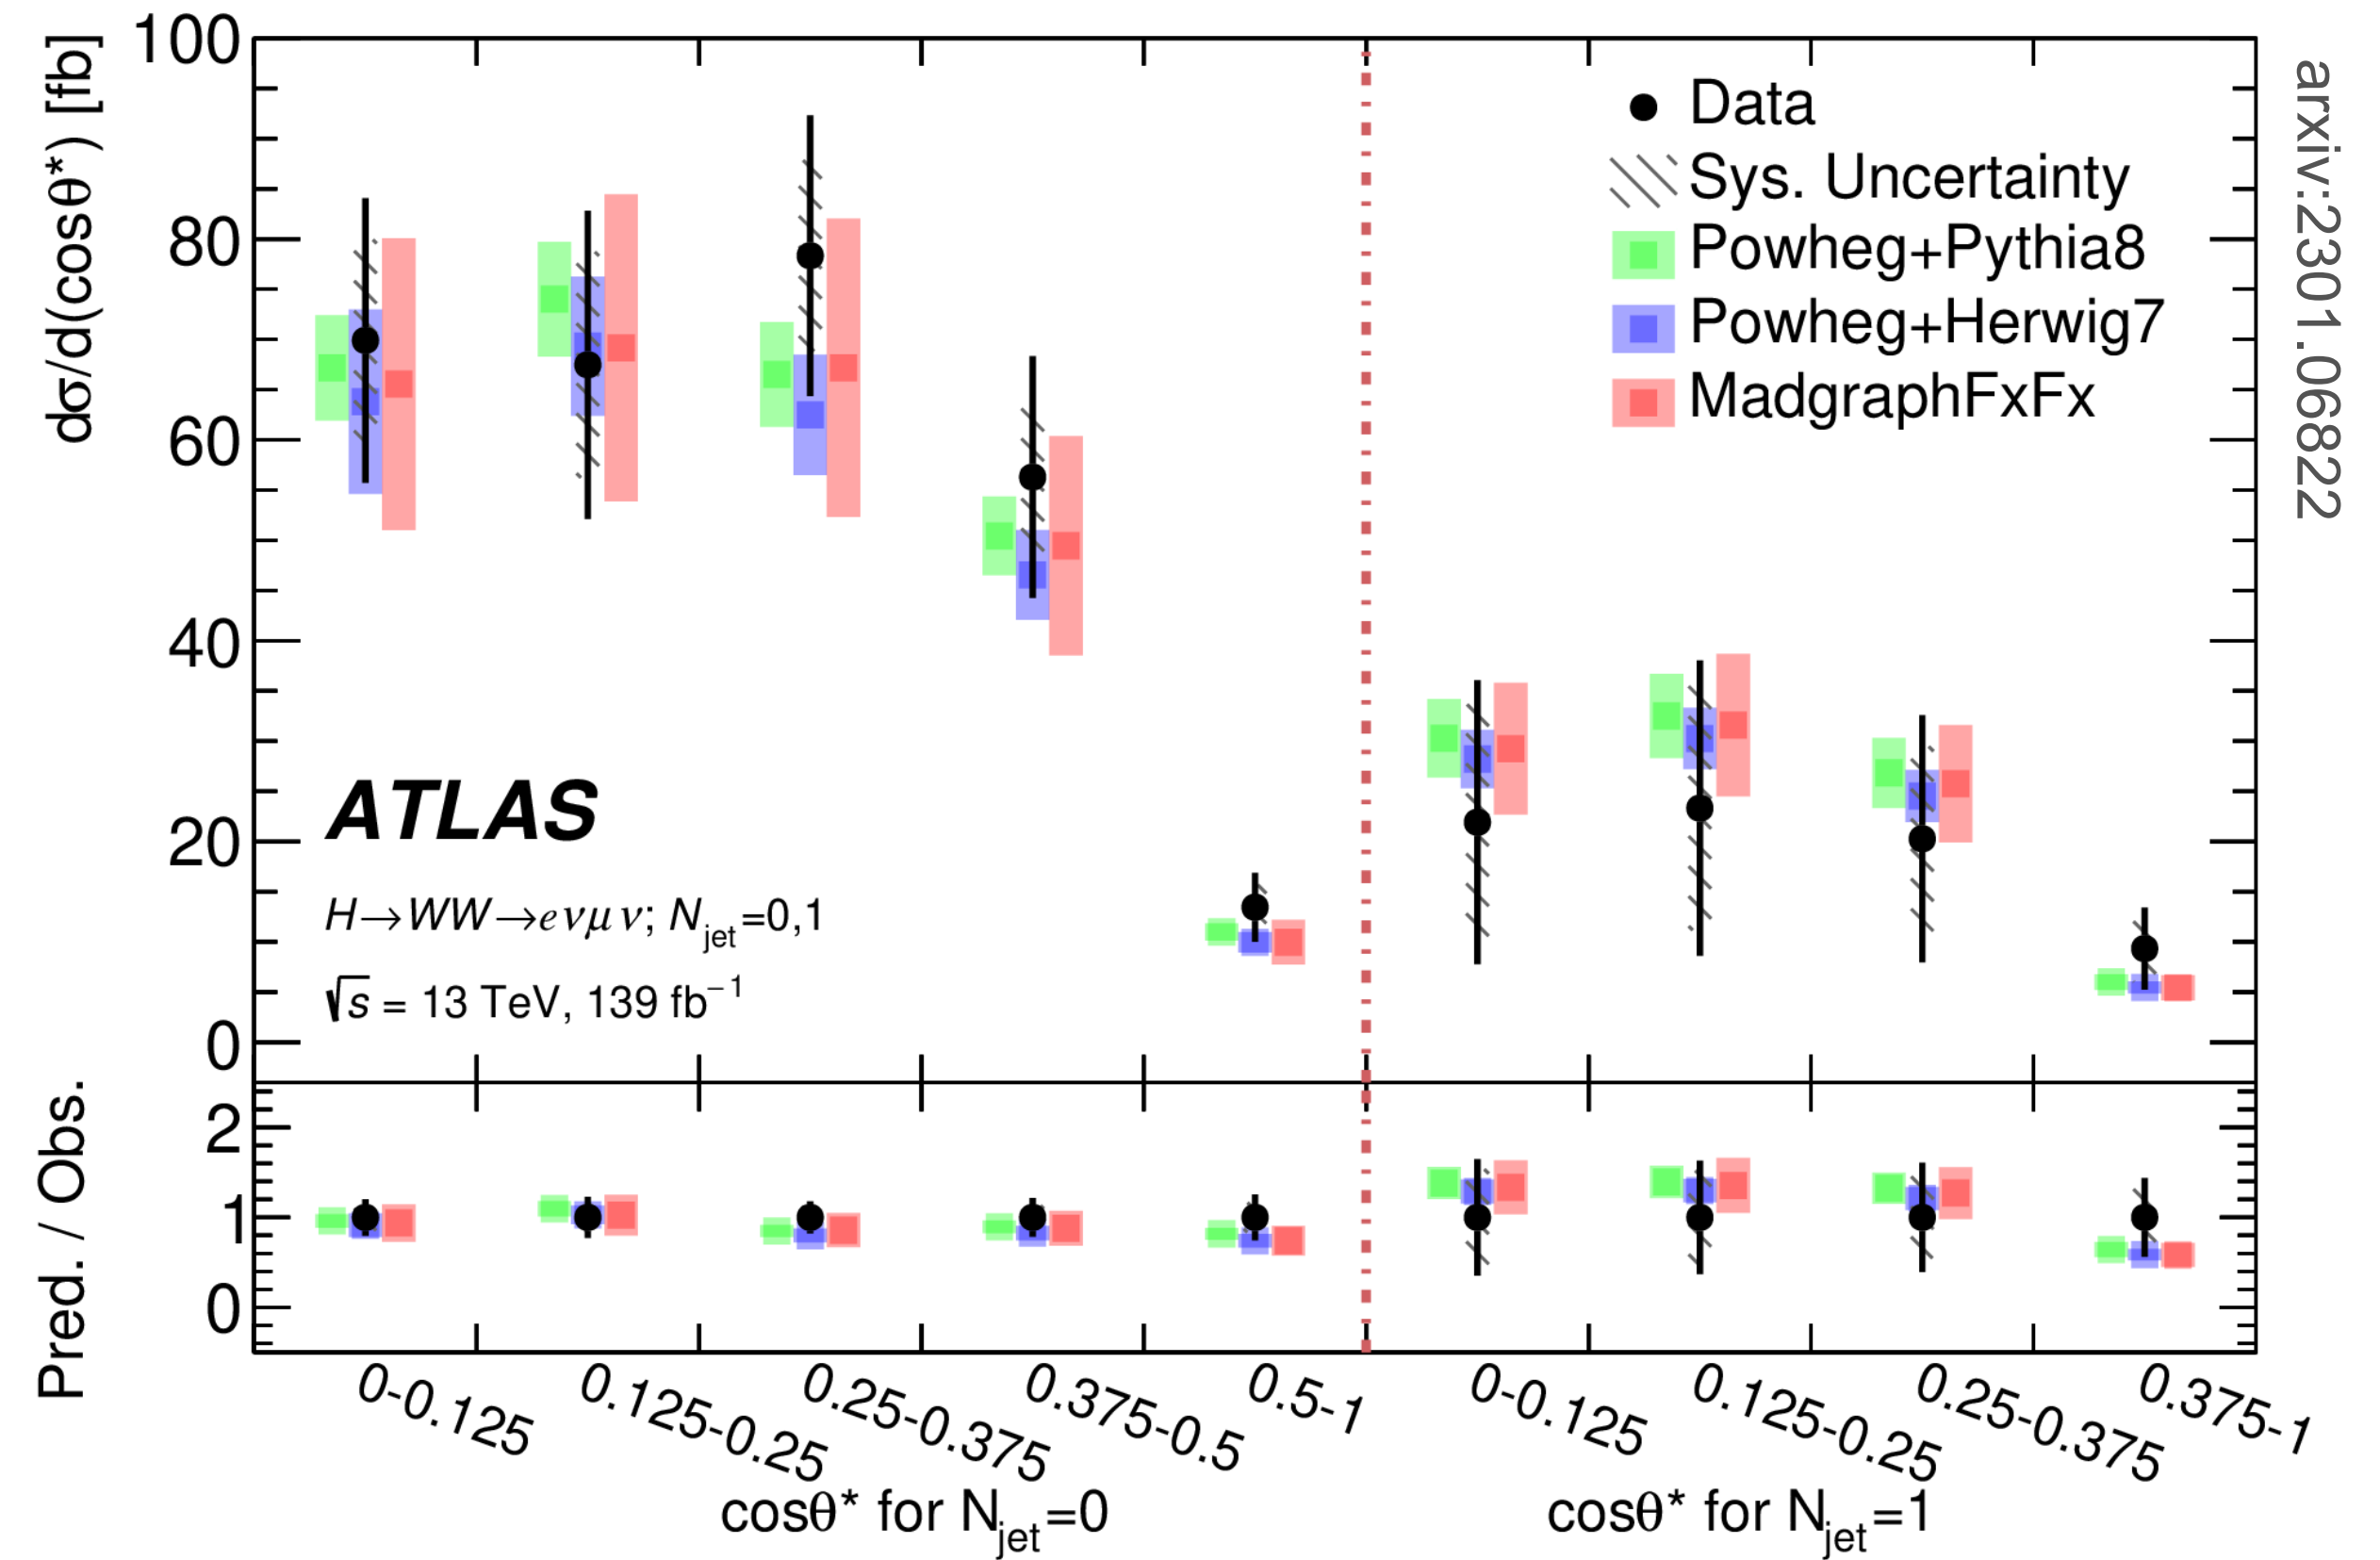 dσ/d(cosθ*) [fb]
100
80
60
40
20
0
Data
Sys. Uncertainty
Powheg+Pythia8
Powheg+Herwig7
MadgraphFxFx
ATLAS
H→WW→eνμν; Njet=0,1
√s = 13 TeV, 139 fb⁻¹
Pred. / Obs.
2
1
0
0-0.125
0.125-0.25
0.25-0.375
0.375-0.5
0.5-1
0-0.125
0.125-0.25
0.25-0.375
0.375-1
cosθ* for Njet=0
cosθ* for Njet=1
arxiv:2301.06822